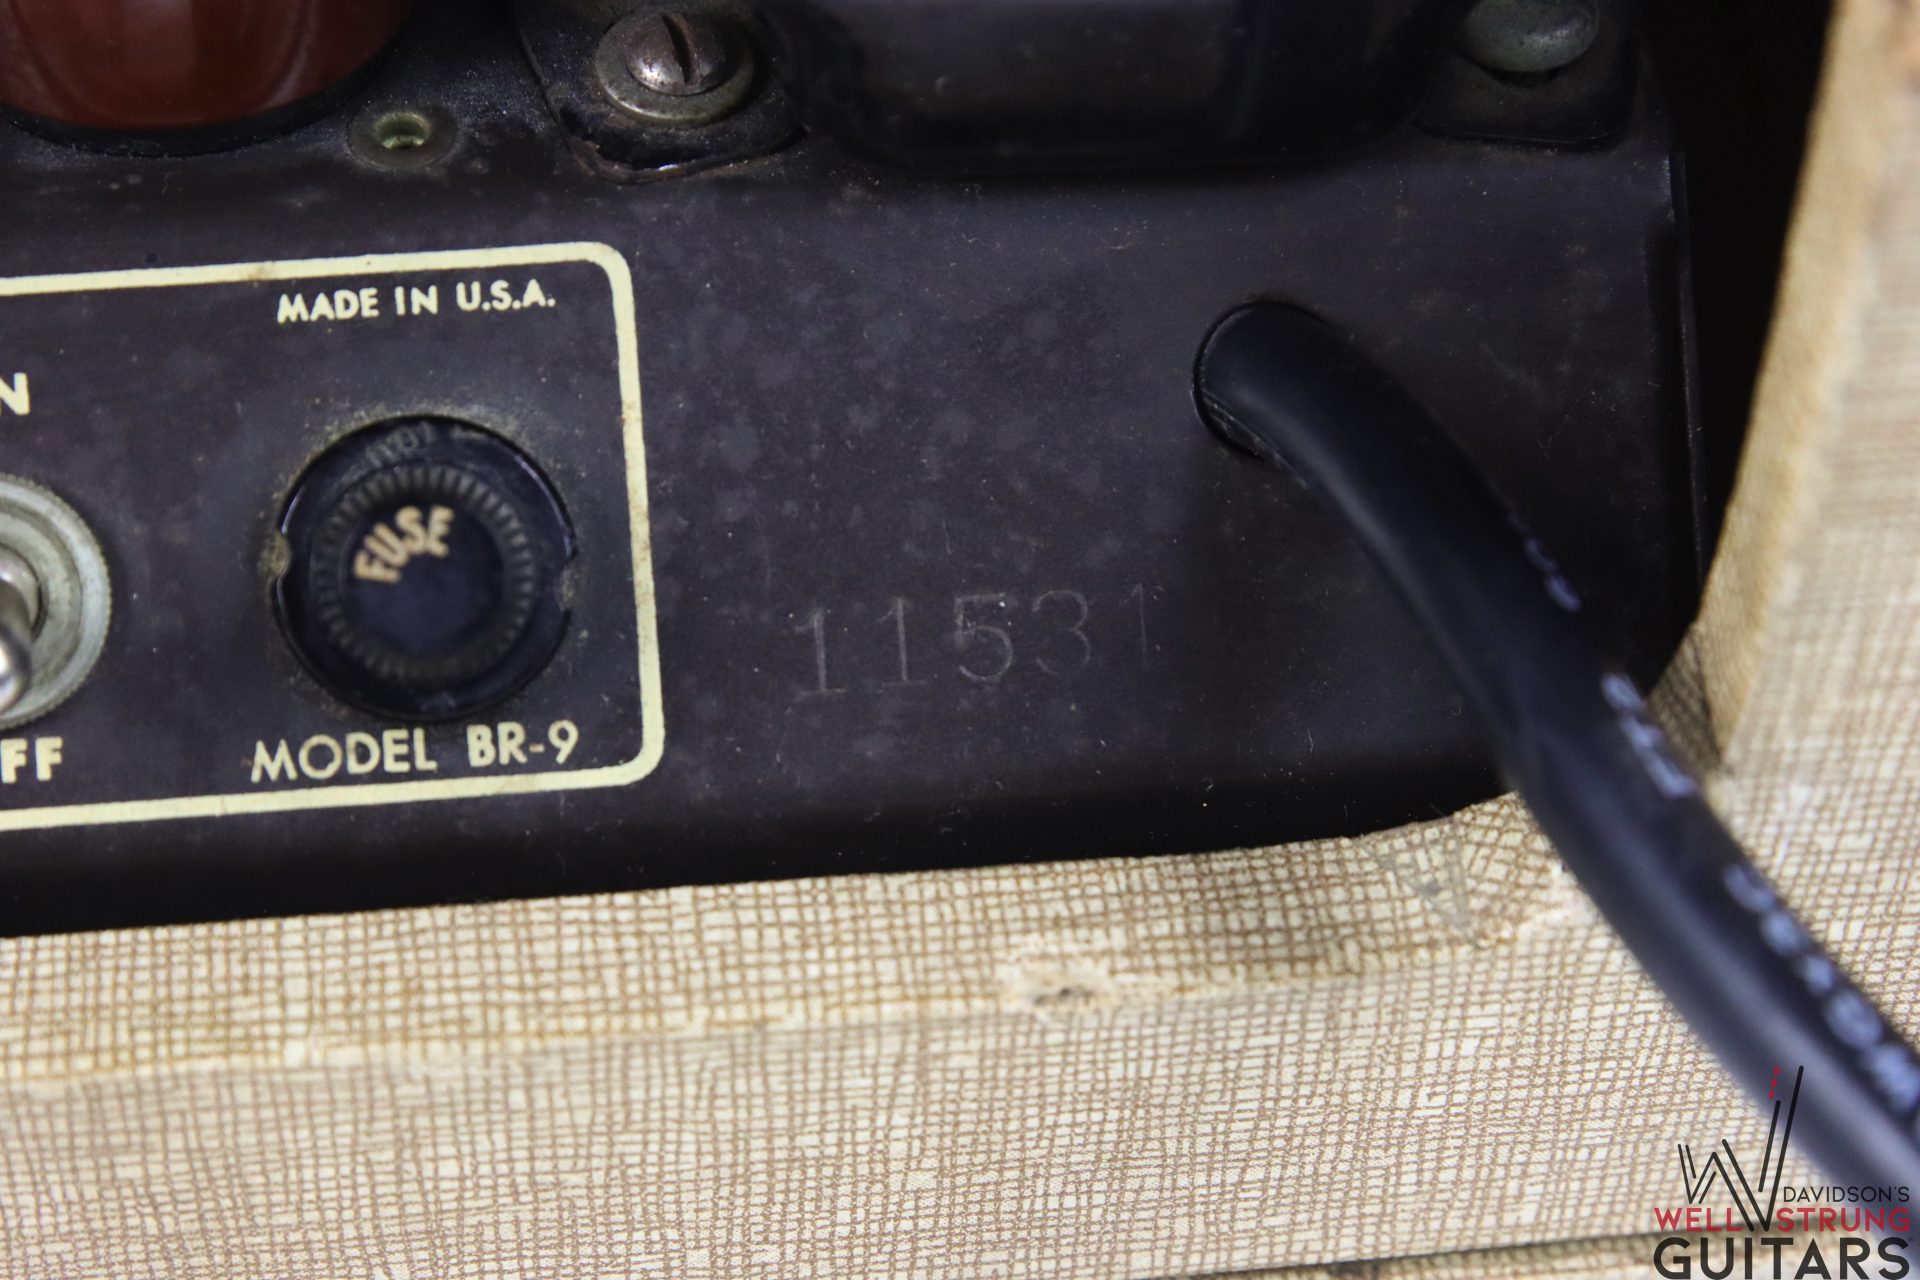 MADE IN U.S.A.
N
FUSE
11531
MODEL BR-9
FF
DAVIDSON'S
WELL STRUNG
GUITARS